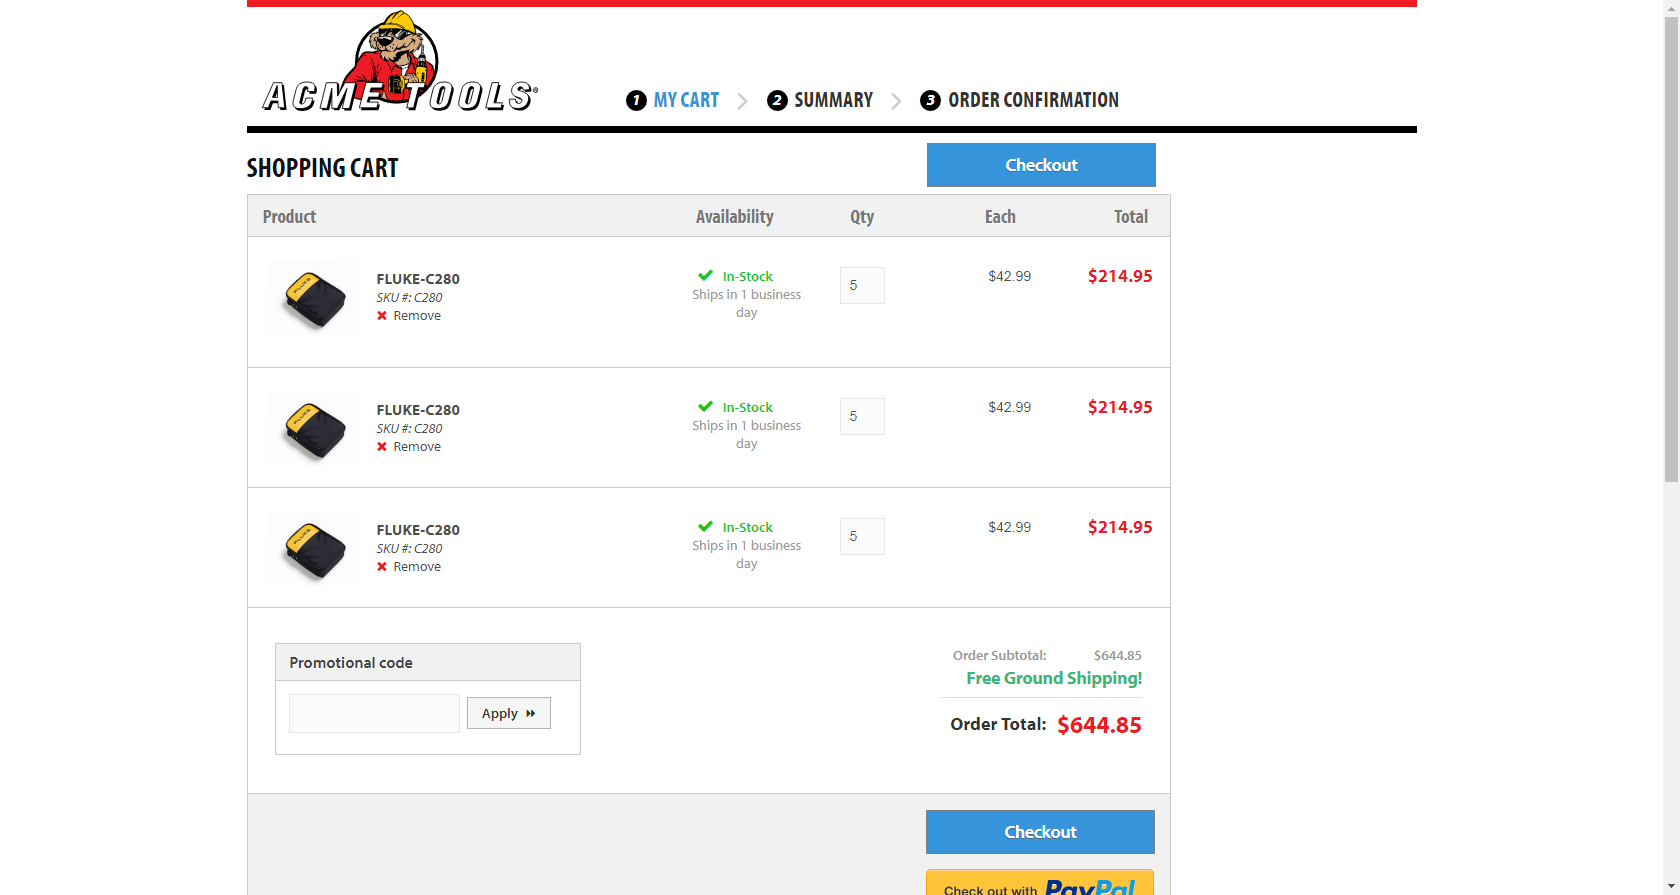 ACME TOOLS®
1 MY CART 2 SUMMARY 3 ORDER CONFIRMATION
SHOPPING CART
Checkout
Product Availability Qty Each Total
FLUKE-C280
SKU #: C280
Remove
In-Stock
Ships in 1 business
day
5
$42.99
$214.95
FLUKE
FLUKE-C280
SKU #: C280
Remove
In-Stock
Ships in 1 business
day
5
$42.99
$214.95
FLUKE
FLUKE-C280
SKU #: C280
Remove
In-Stock
Ships in 1 business
day
5
$42.99
$214.95
FLUKE
Promotional code
Apply
Order Subtotal: $644.85
Free Ground Shipping!
Order Total: $644.85
Checkout
Check out with PayPal